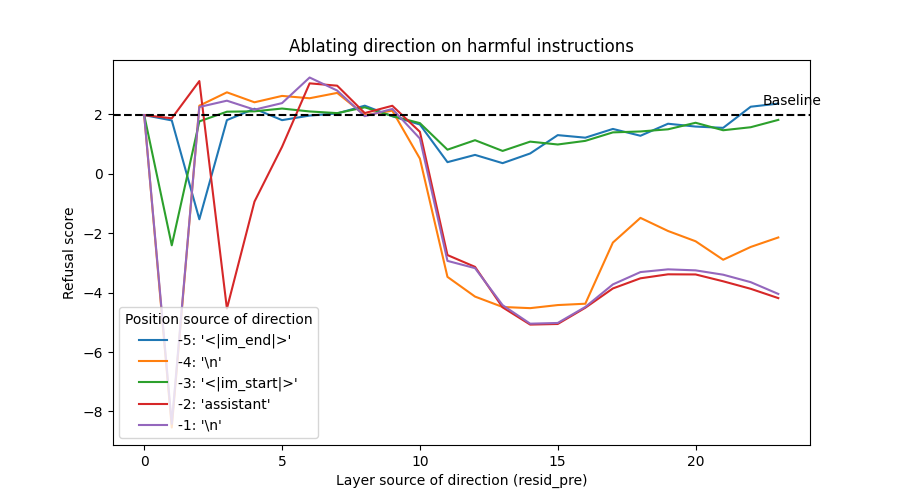 Ablating direction on harmful instructions
Baseline
Refusal score
2
0
−2
−4
−6
−8
Position source of direction
-5: '<|im_end|>'
-4: '\n'
-3: '<|im_start|>'
-2: 'assistant'
-1: '\n'
0
5
10
15
20
Layer source of direction (resid_pre)